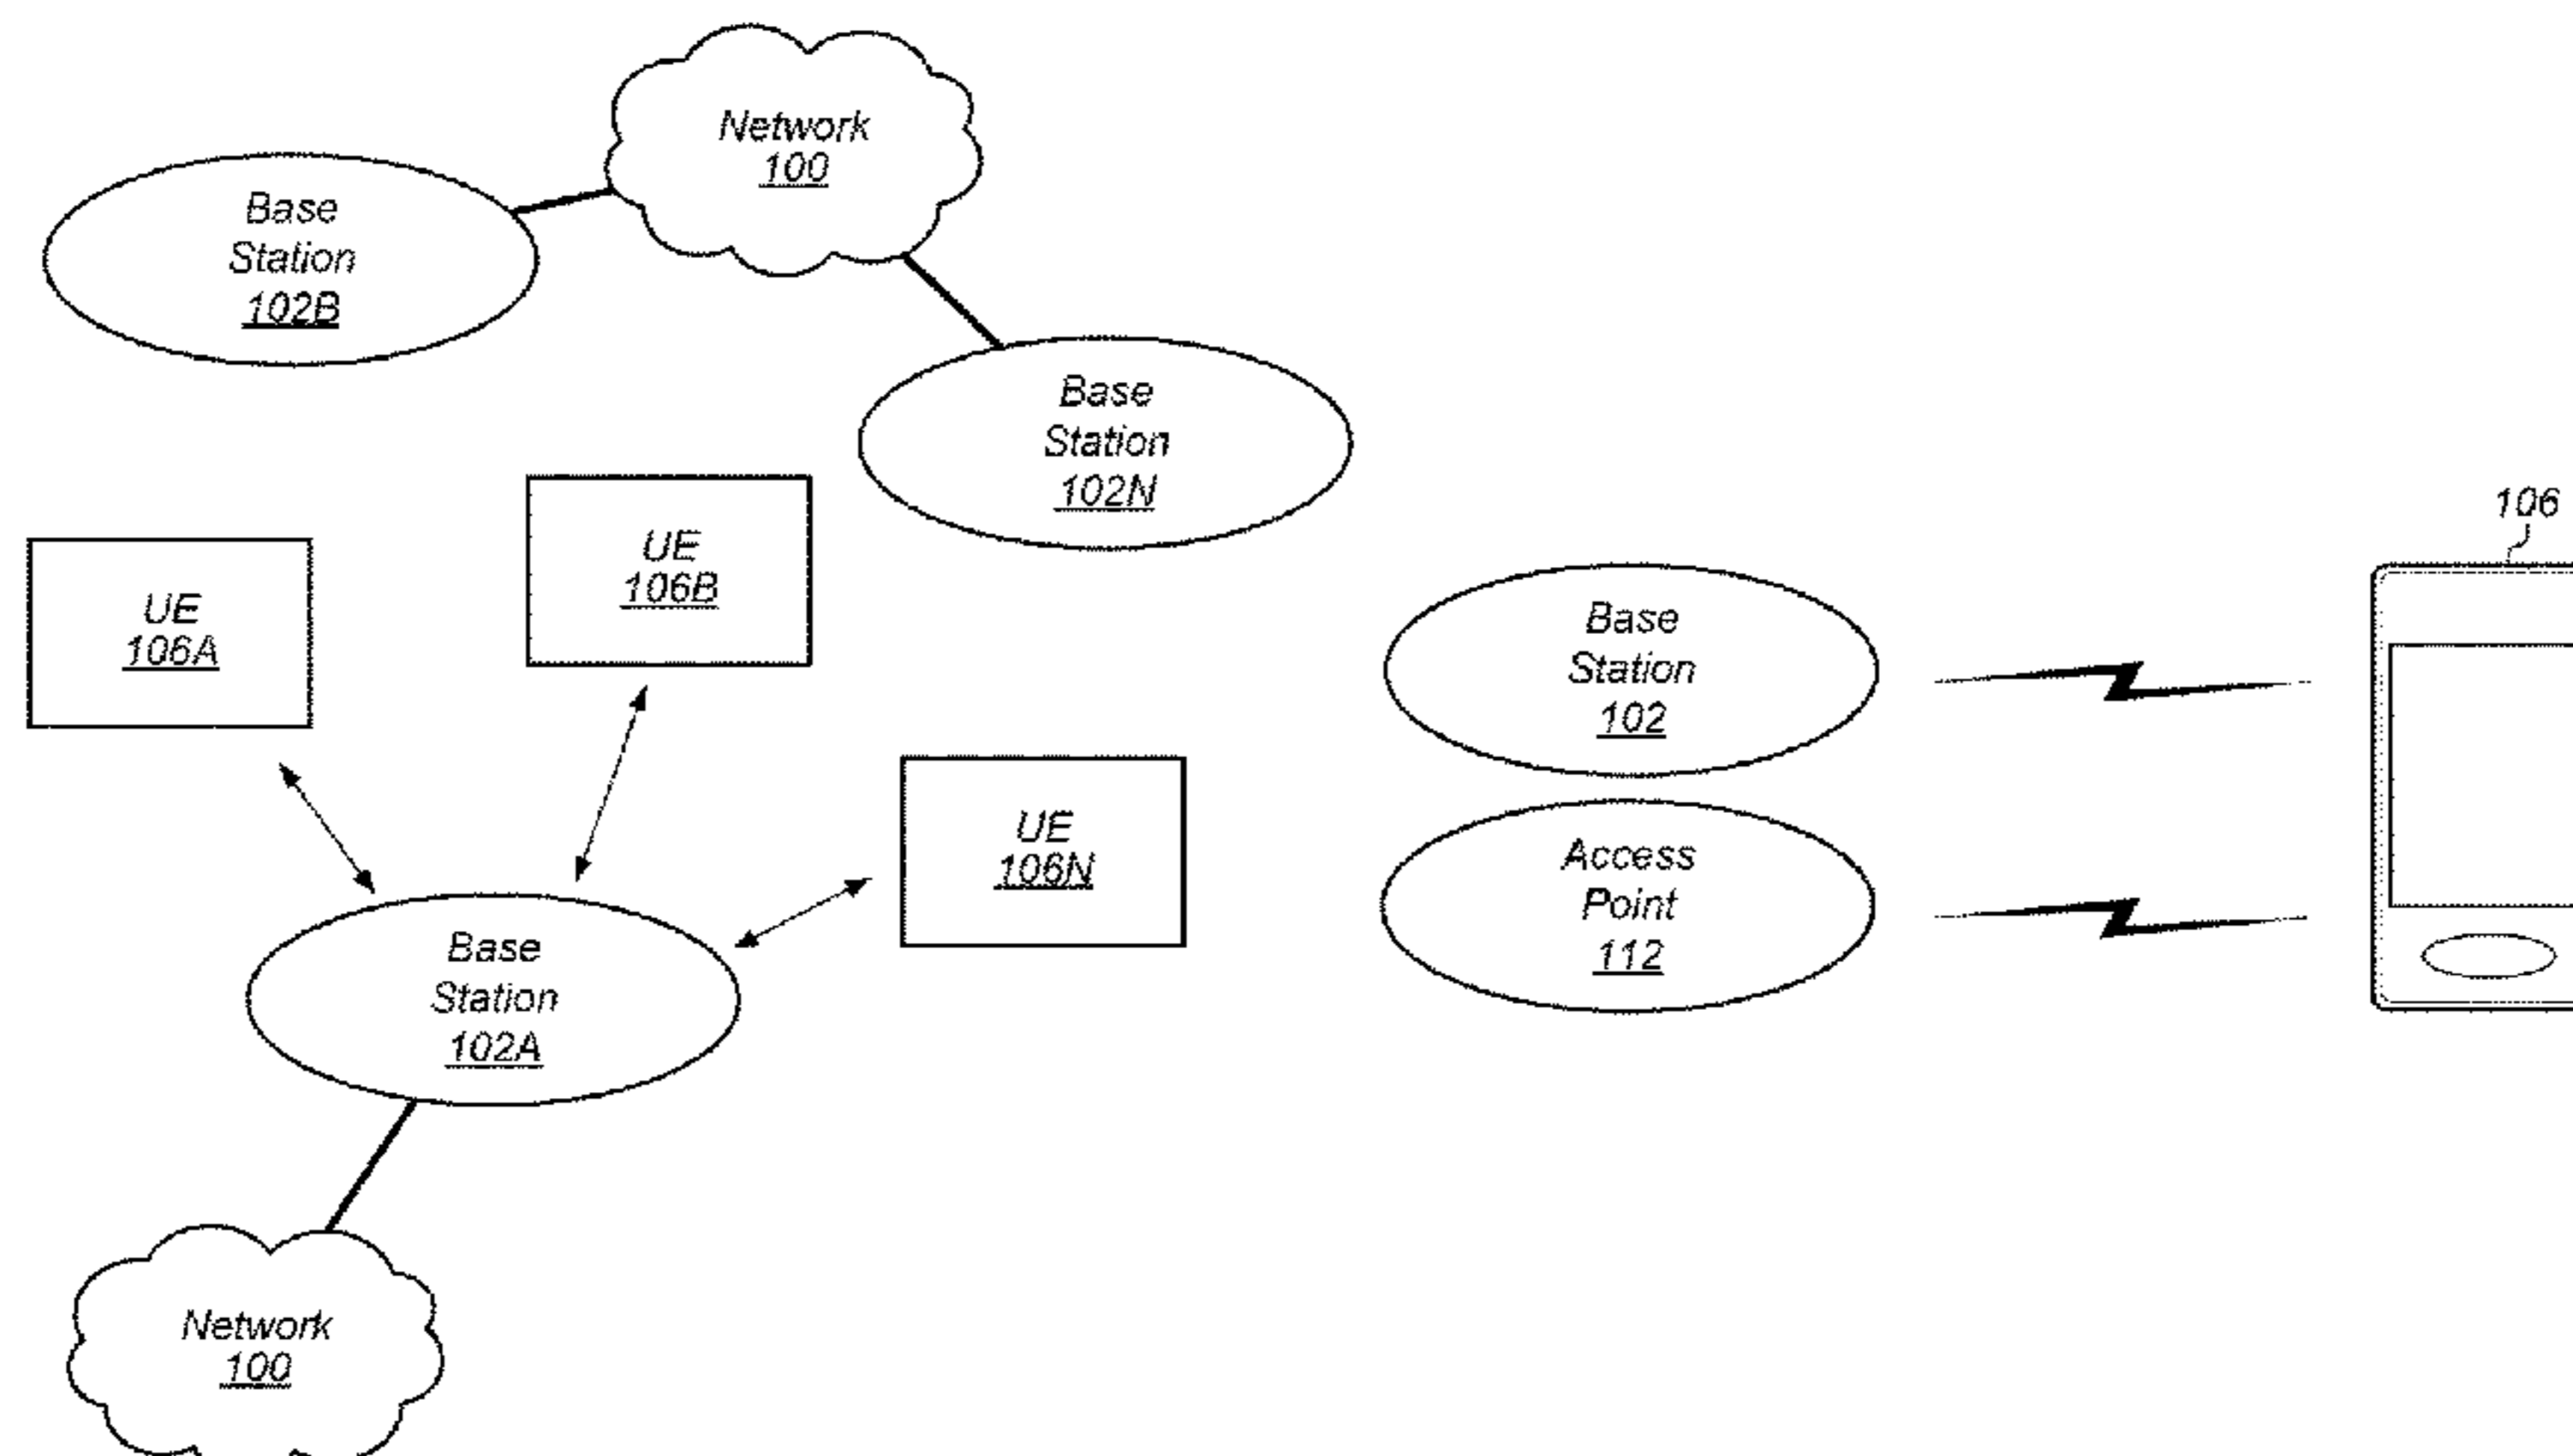 Network
100
Base
Station
102B
Base
Station
102N
UE
106B
UE
106A
UE
106N
Base
Station
102A
Network
100
106
Base
Station
102
Access
Point
112